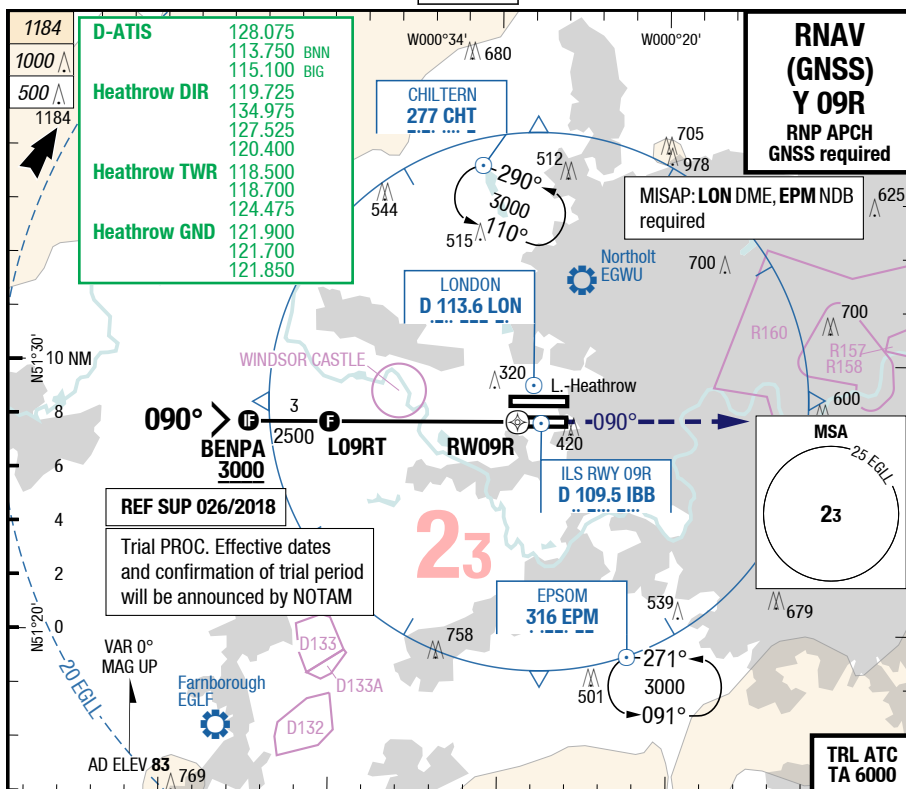 1184
1000
500
1184
D-ATIS 128.075
113.750 BNN
115.100 BIG
Heathrow DIR 119.725
134.975
127.525
120.400
Heathrow TWR 118.500
118.700
124.475
Heathrow GND 121.900
121.700
121.850
W000°34'
680
W000°20'
RNAV
(GNSS)
Y 09R
RNP APCH
GNSS required
CHILTERN
277 CHT
705
978
512
544
290°
3000
110°
515
MISAP: LON DME, EPM NDB
required
625
Northolt
EGWU
700
LONDON
D 113.6 LON
R160
700
R157
R158
N51°30'
10 NM
WINDSOR CASTLE
320
L.-Heathrow
600
8
090°
IF
3
2500
F
BENPA
3000
L09RT
RW09R
420
090°
MSA
25 EGLL
23
6
ILS RWY 09R
D 109.5 IBB
REF SUP 026/2018
4
Trial PROC. Effective dates
and confirmation of trial period
will be announced by NOTAM
2
23
EPSOM
316 EPM
539
679
N51°20'
0
VAR 0°
MAG UP
D133
D133A
758
271°
3000
091°
501
20 EGLL
Farnborough
EGLF
D132
AD ELEV 83
769
TRL ATC
TA 6000